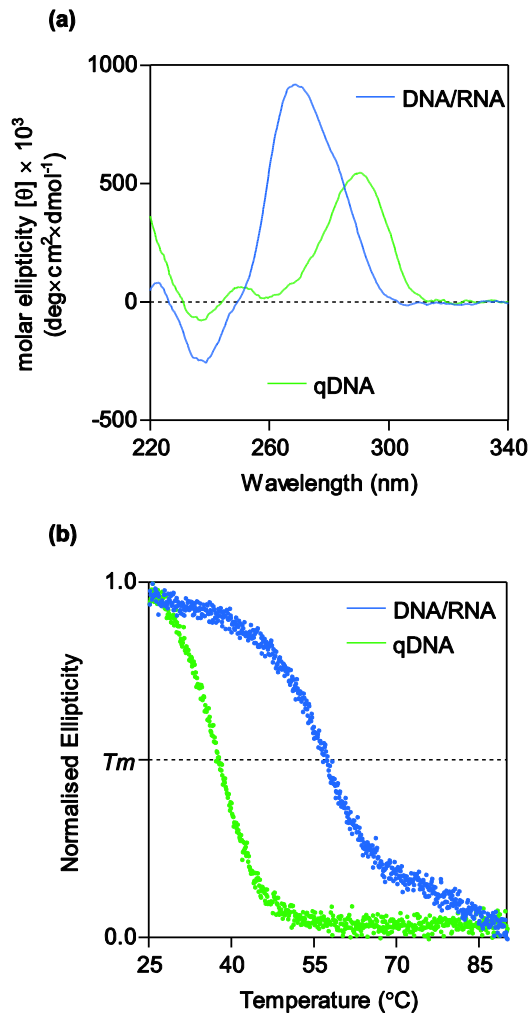 (a)
1000
DNA/RNA
500
molar ellipticity [θ] × 10³
(deg×cm²×dmol⁻¹)
0
qDNA
-500
220
260
300
340
Wavelength (nm)
(b)
1.0
DNA/RNA
qDNA
Normalised Ellipticity
Tm
0.0
25
40
55
70
85
Temperature (°C)